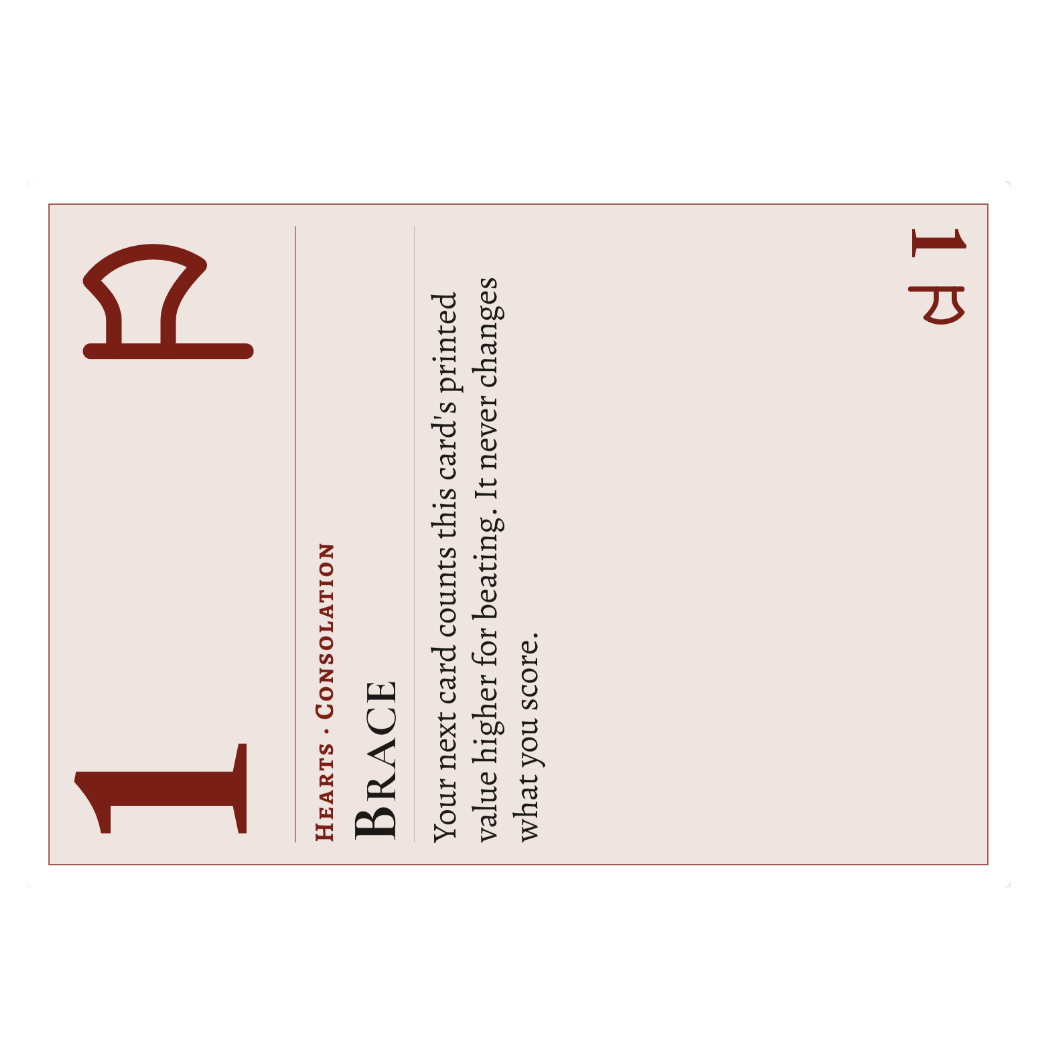 1
Hearts · Consolation
Brace
Your next card counts this card's printed
value higher for beating. It never changes
what you score.
1